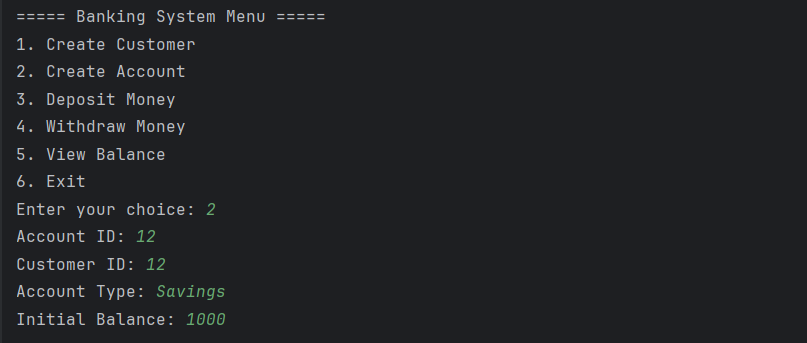 ===== Banking System Menu =====
1. Create Customer
2. Create Account
3. Deposit Money
4. Withdraw Money
5. View Balance
6. Exit
Enter your choice: 2
Account ID: 12
Customer ID: 12
Account Type: Savings
Initial Balance: 1000